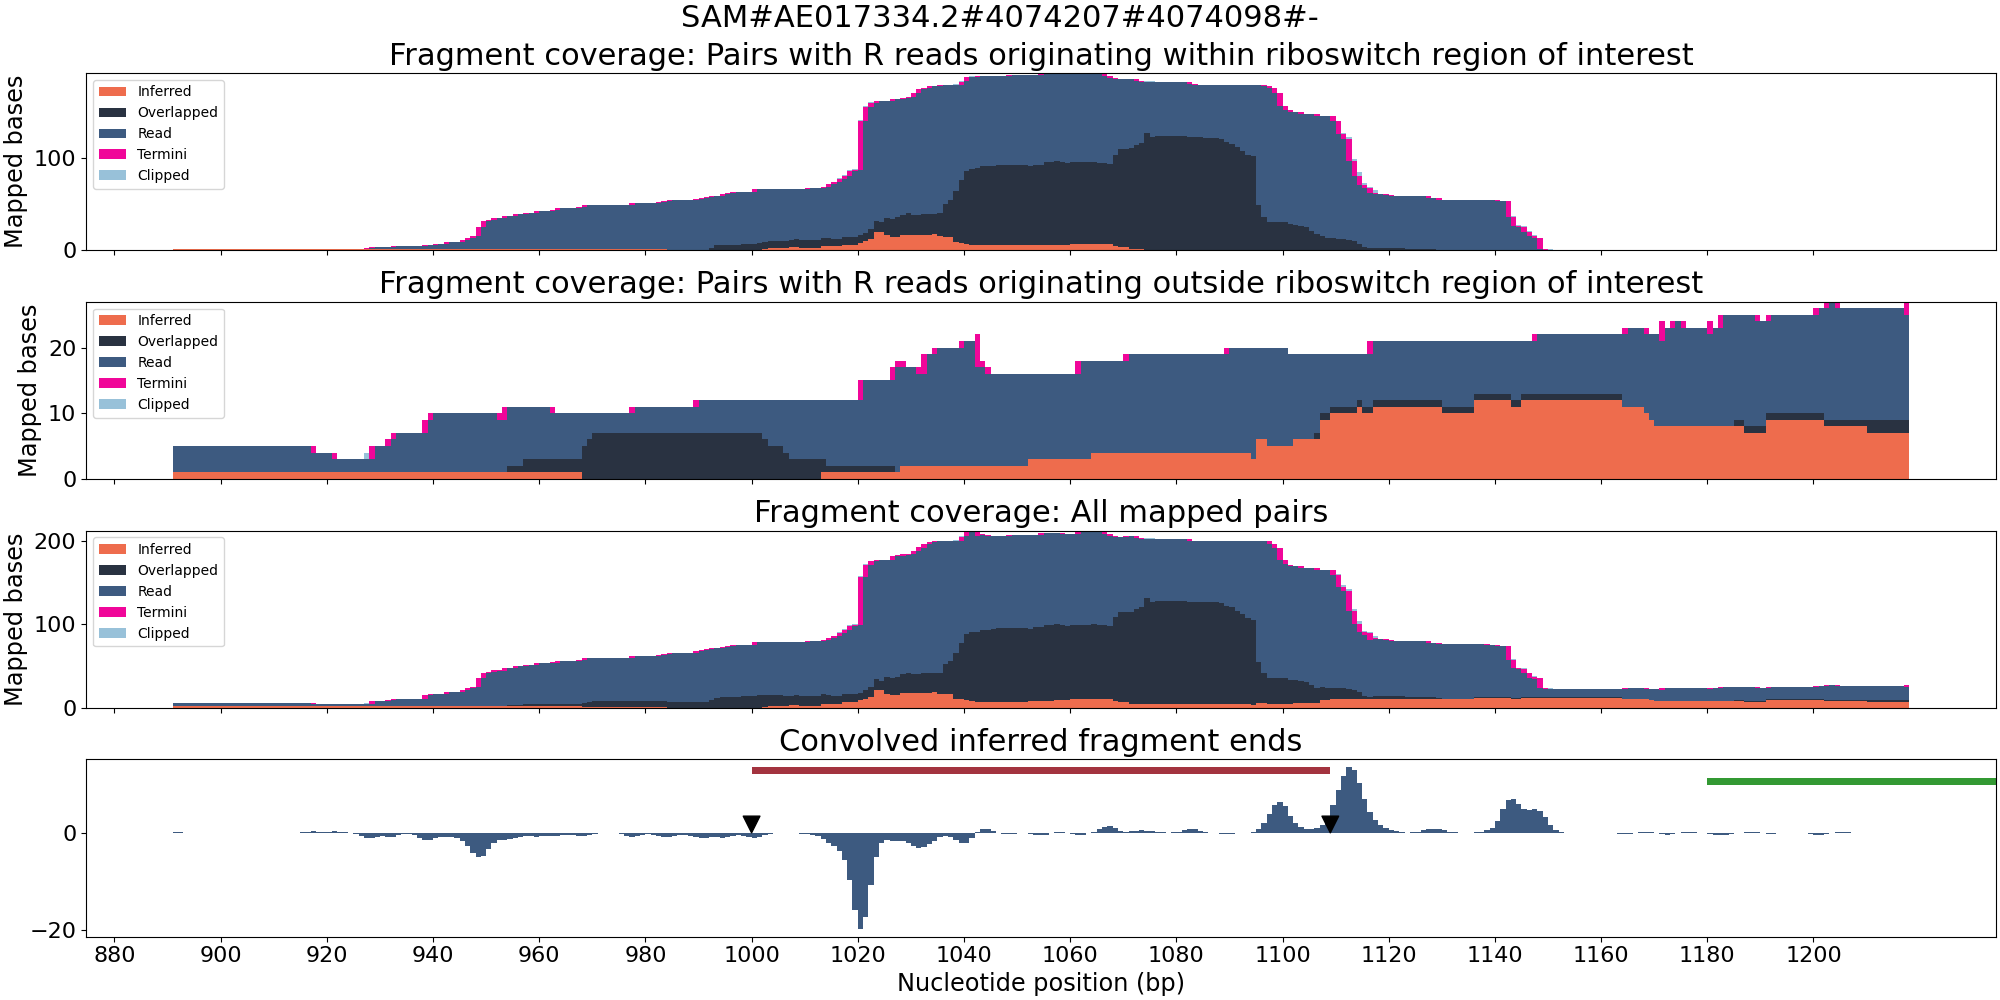 SAM#AE017334.2#4074207#4074098#-
Fragment coverage: Pairs with R reads originating within riboswitch region of interest
Mapped bases
100
0
Inferred
Overlapped
Read
Termini
Clipped
Fragment coverage: Pairs with R reads originating outside riboswitch region of interest
Mapped bases
20
10
0
Inferred
Overlapped
Read
Termini
Clipped
Fragment coverage: All mapped pairs
Mapped bases
200
100
0
Inferred
Overlapped
Read
Termini
Clipped
Convolved inferred fragment ends
0
−20
880 900 920 940 960 980 1000 1020 1040 1060 1080 1100 1120 1140 1160 1180 1200
Nucleotide position (bp)